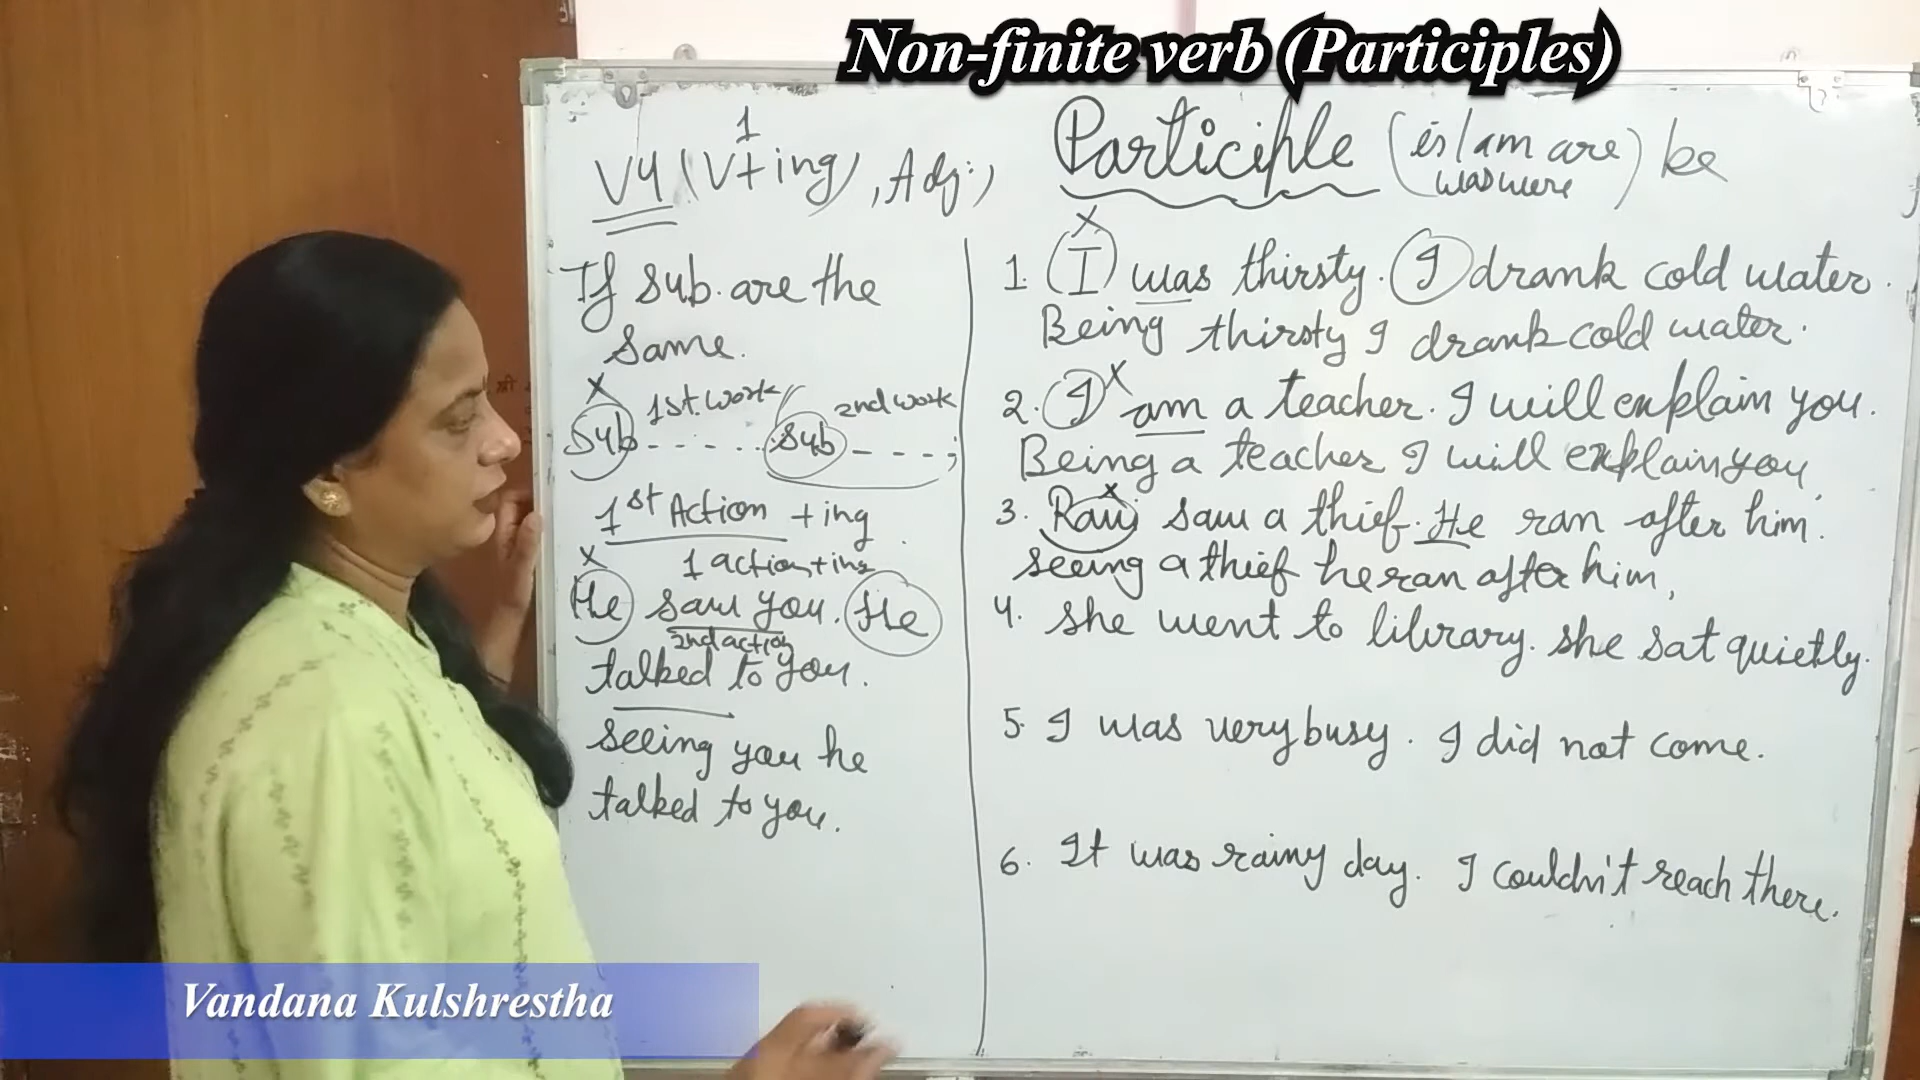 Non-finite verb (Participles)
V4 (V1+ing), Adj:)
If sub. are the
same.
x 1st. work 2nd work
Sub - - - - - Sub - - - - ;
1st Action + ing
x 1 action + ing
He saw you. He
2nd action
talked to you.
seeing you he
talked to you.
Participle (is/am are) be
was were
x
1. I was thirsty. I drank cold water.
Being thirsty I drank cold water.
2. I x am a teacher. I will explain you.
Being a teacher I will explain you,
x
3. Ravi saw a thief. He ran after him.
seeing a thief he ran after him,
4. she went to library. she sat quietly.
5. I was very busy. I did not come.
6. It was rainy day. I couldn't reach there.
Vandana Kulshrestha